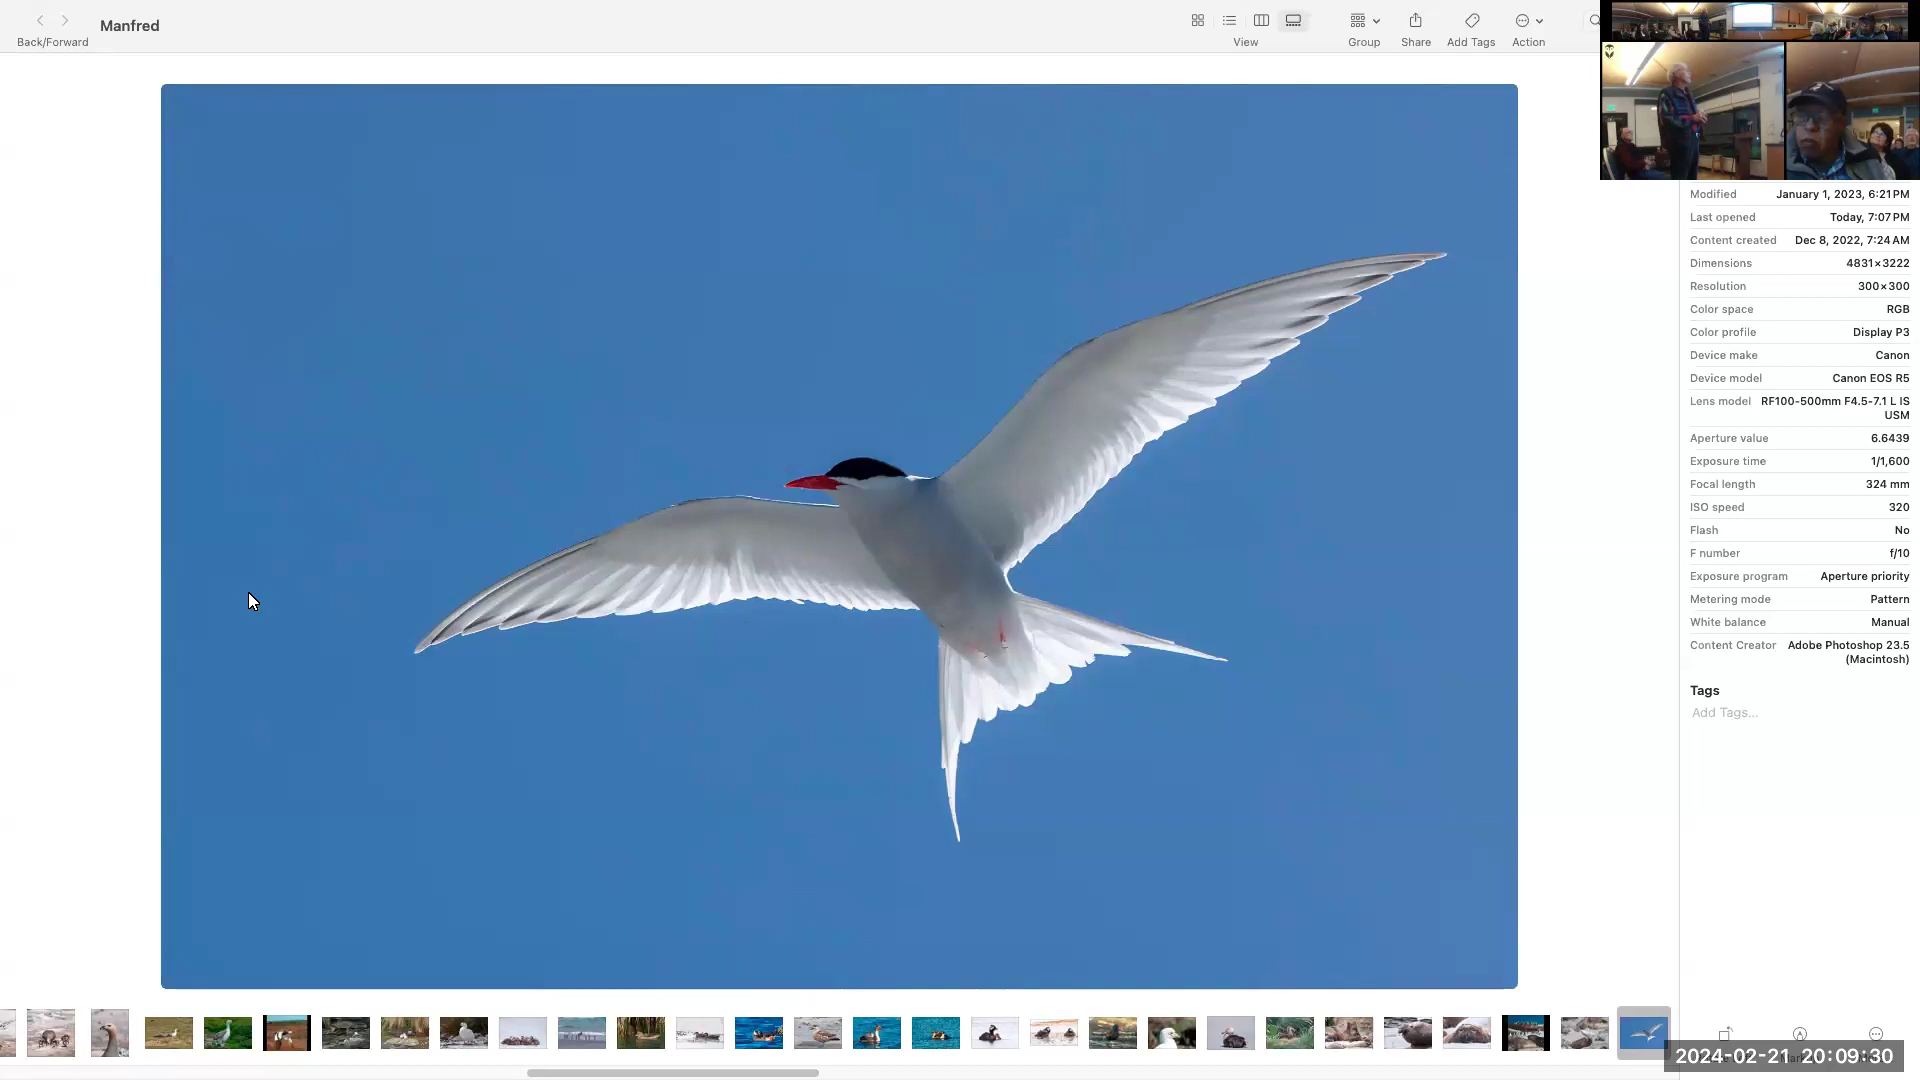 Manfred
Back/Forward
View
Group
Share
Add Tags
Action
Modified January 1, 2023, 6:21 PM
Last opened Today, 7:07 PM
Content created Dec 8, 2022, 7:24 AM
Dimensions 4831×3222
Resolution 300×300
Color space RGB
Color profile Display P3
Device make Canon
Device model Canon EOS R5
Lens model RF100-500mm F4.5-7.1 L IS
USM
Aperture value 6.6439
Exposure time 1/1,600
Focal length 324 mm
ISO speed 320
Flash No
F number f/10
Exposure program Aperture priority
Metering mode Pattern
White balance Manual
Content Creator Adobe Photoshop 23.5
(Macintosh)
Tags
Add Tags...
2024-02-21 20:09:30